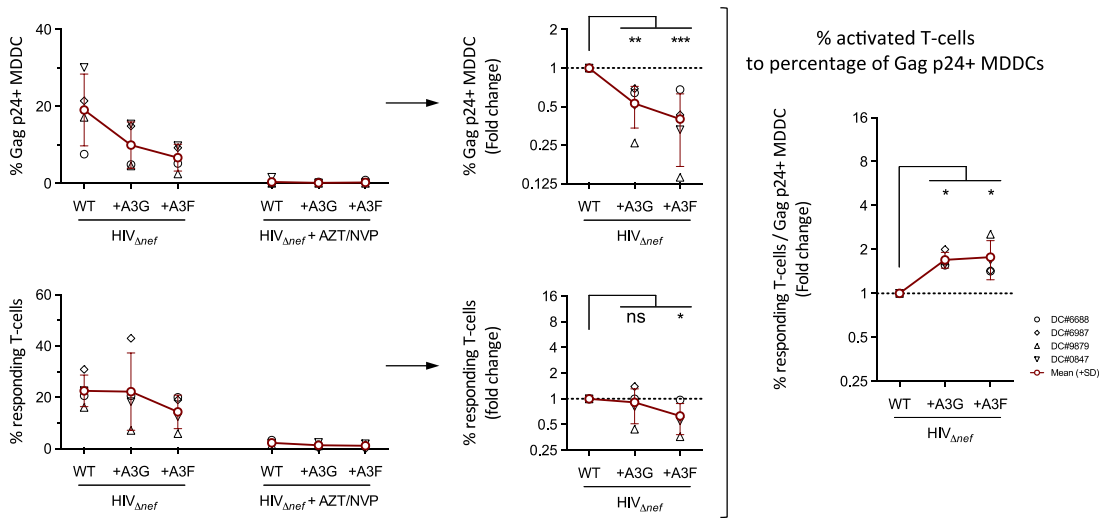 % Gag p24+ MDDC
40
20
0
WT
+A3G
+A3F
WT
+A3G
+A3F
HIVΔnef
HIVΔnef + AZT/NVP
% Gag p24+ MDDC
(Fold change)
2
1
0.5
0.25
0.125
**
***
WT
+A3G
+A3F
HIVΔnef
% responding T-cells
60
40
20
0
WT
+A3G
+A3F
WT
+A3G
+A3F
HIVΔnef
HIVΔnef + AZT/NVP
% responding T-cells
(fold change)
16
8
4
2
1
0.5
0.25
ns
*
WT
+A3G
+A3F
HIVΔnef
% activated T-cells
to percentage of Gag p24+ MDDCs
% responding T-cells / Gag p24+ MDDC
(Fold change)
16
8
4
2
1
0.5
0.25
*
*
WT
+A3G
+A3F
HIVΔnef
DC#6688
DC#6987
DC#9879
DC#0847
Mean (+SD)